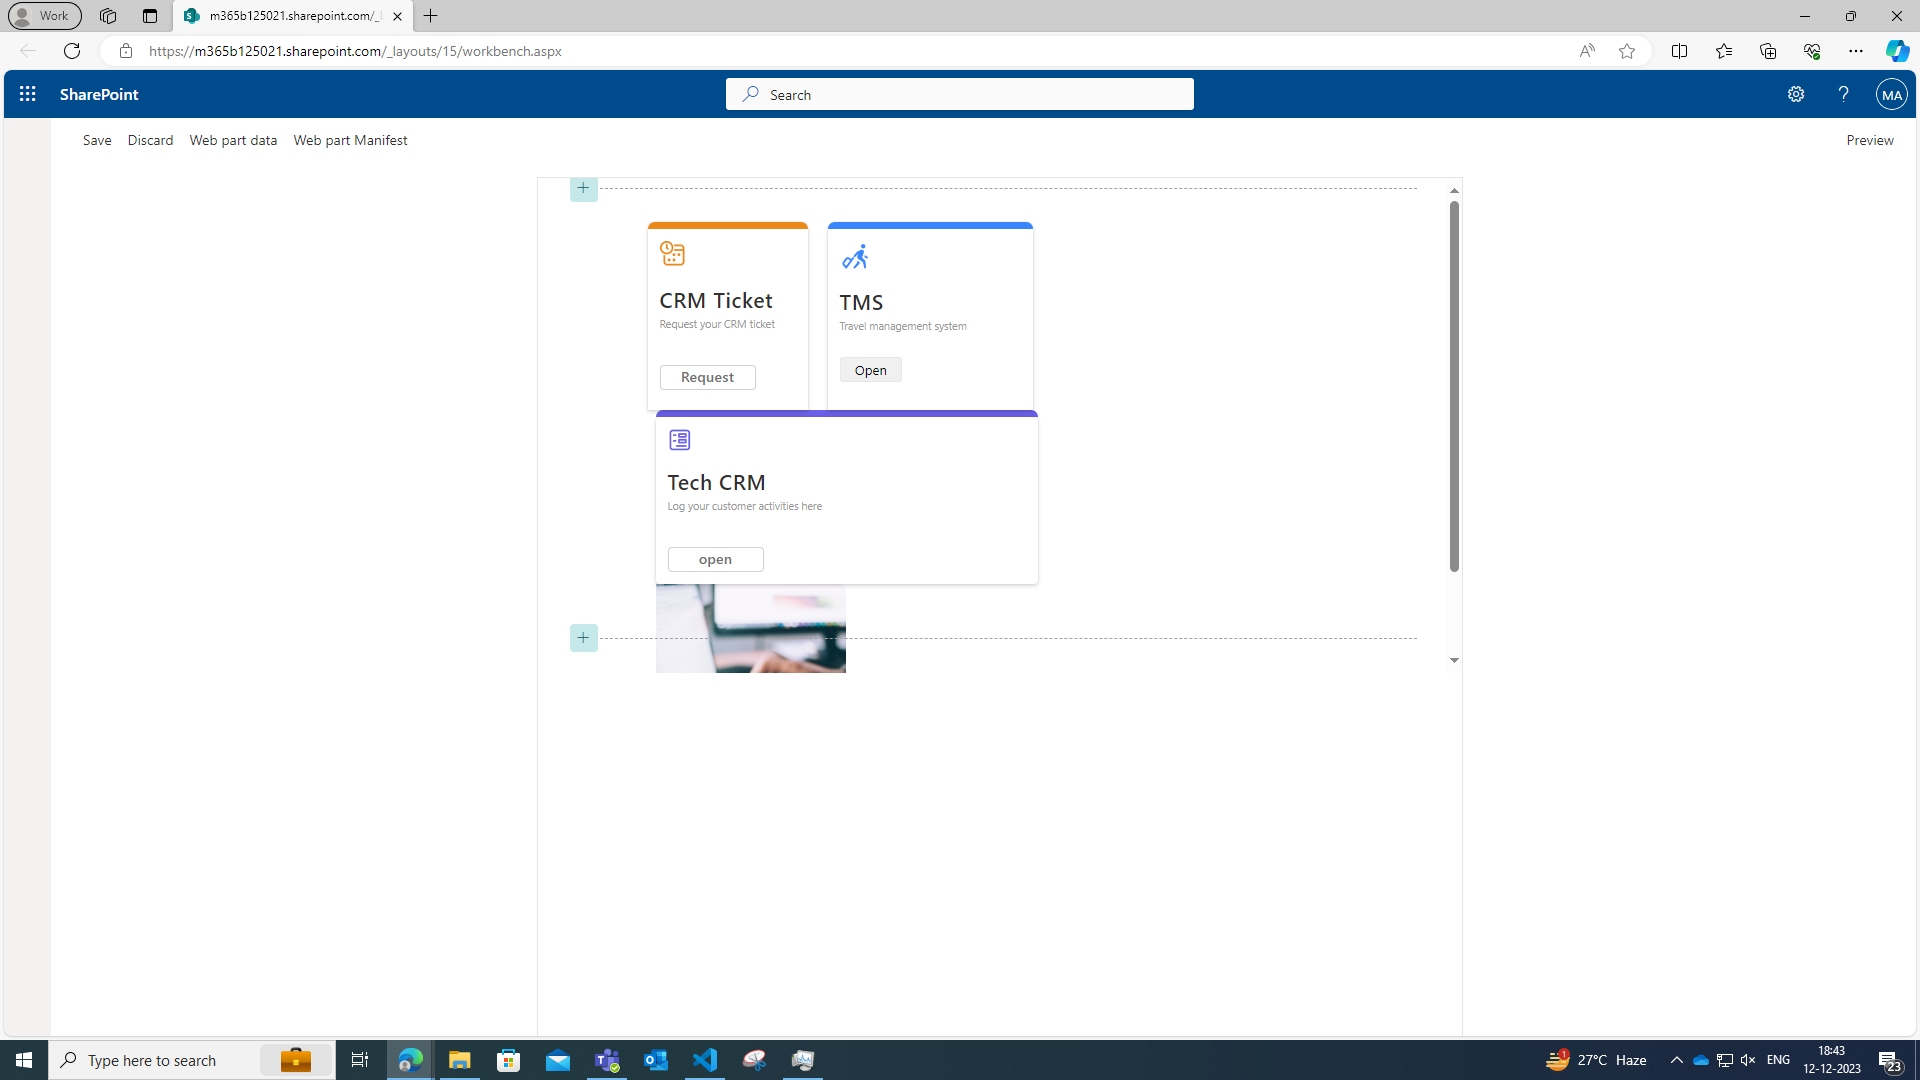 Work
m365b125021.sharepoint.com/_l
https://m365b125021.sharepoint.com/_layouts/15/workbench.aspx
SharePoint
Search
MA
Save
Discard
Web part data
Web part Manifest
Preview
CRM Ticket
Request your CRM ticket
Request
TMS
Travel management system
Open
Tech CRM
Log your customer activities here
open
Type here to search
1
27°C Haze
ENG
18:43
12-12-2023
23